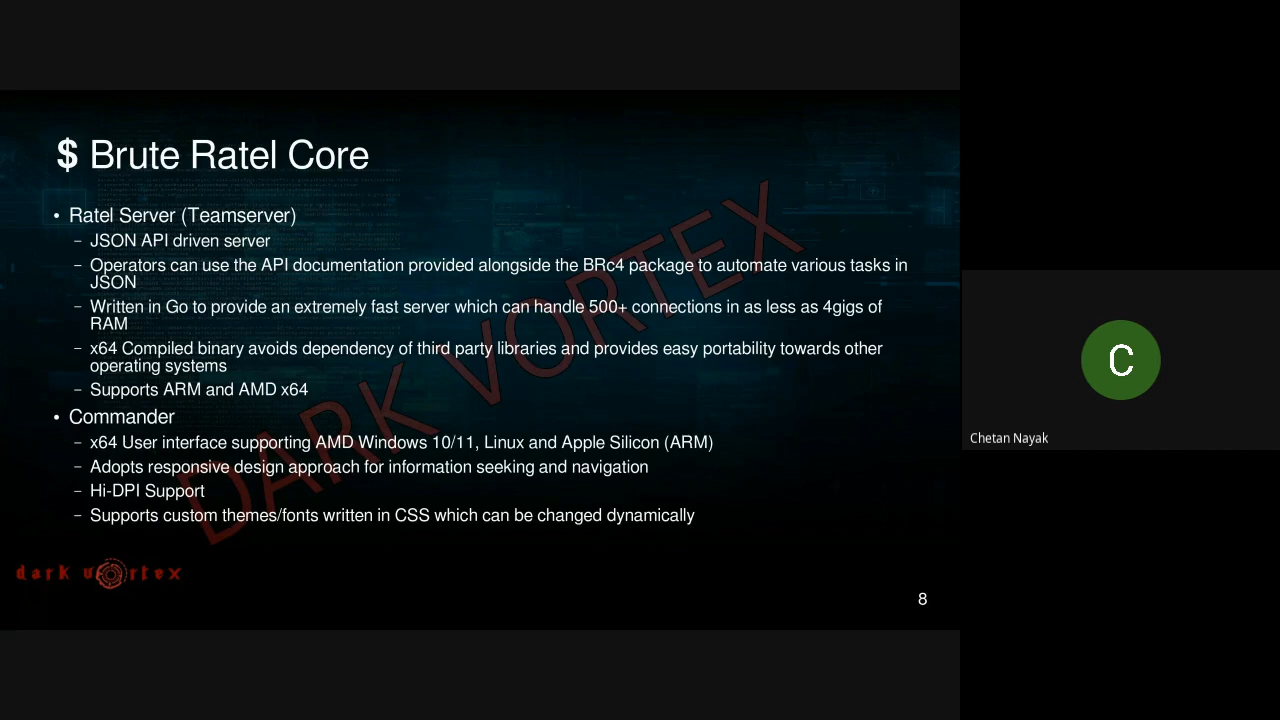 $ Brute Ratel Core
• Ratel Server (Teamserver)
– JSON API driven server
– Operators can use the API documentation provided alongside the BRc4 package to automate various tasks in
JSON
– Written in Go to provide an extremely fast server which can handle 500+ connections in as less as 4gigs of
RAM
– x64 Compiled binary avoids dependency of third party libraries and provides easy portability towards other
operating systems
– Supports ARM and AMD x64
• Commander
– x64 User interface supporting AMD Windows 10/11, Linux and Apple Silicon (ARM)
– Adopts responsive design approach for information seeking and navigation
– Hi-DPI Support
– Supports custom themes/fonts written in CSS which can be changed dynamically
DARK VORTEX
dark vortex
8
C
Chetan Nayak